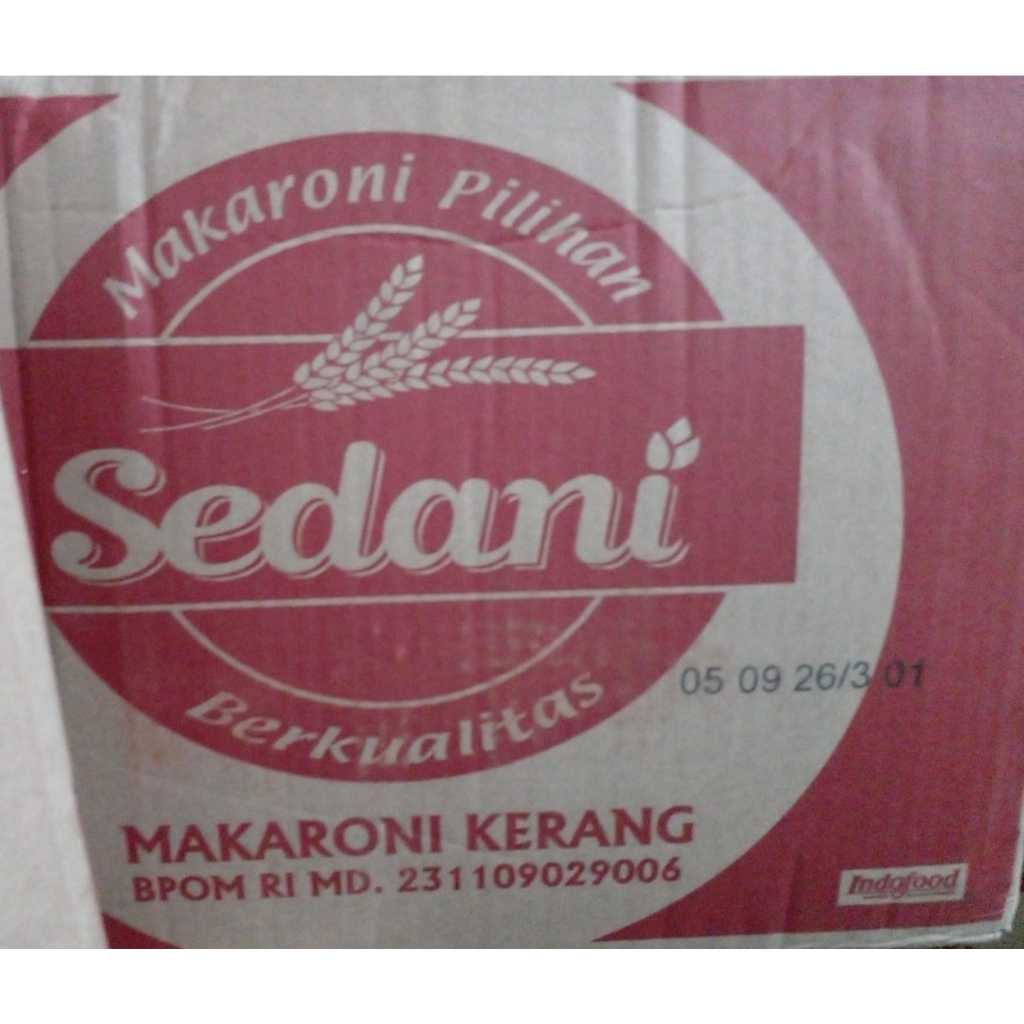 Makaroni Pilihan
Sedani
Berkualitas
05 09 26/3 01
MAKARONI KERANG
BPOM RI MD. 231109029006
Indofood